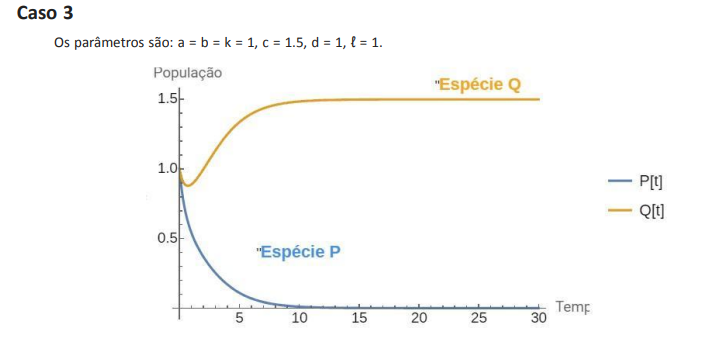 Caso 3
Os parâmetros são: a = b = k = 1, c = 1.5, d = 1, ℓ = 1.
População
"Espécie Q
1.5
1.0
P[t]
Q[t]
0.5
"Espécie P
Temp
5 10 15 20 25 30